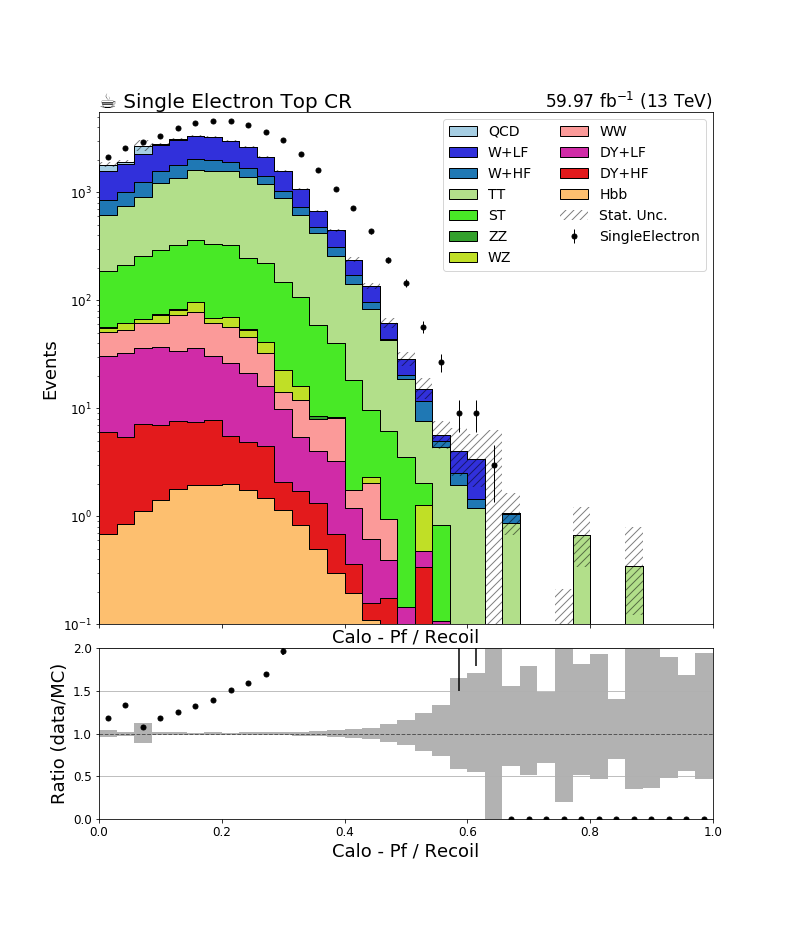 ☕ Single Electron Top CR
59.97 fb⁻¹ (13 TeV)
QCD
W+LF
W+HF
TT
ST
ZZ
WZ
WW
DY+LF
DY+HF
Hbb
Stat. Unc.
SingleElectron
Events
10³
10²
10¹
10⁰
10⁻¹
Calo - Pf / Recoil
Ratio (data/MC)
2.0
1.5
1.0
0.5
0.0
0.0 0.2 0.4 0.6 0.8 1.0
Calo - Pf / Recoil